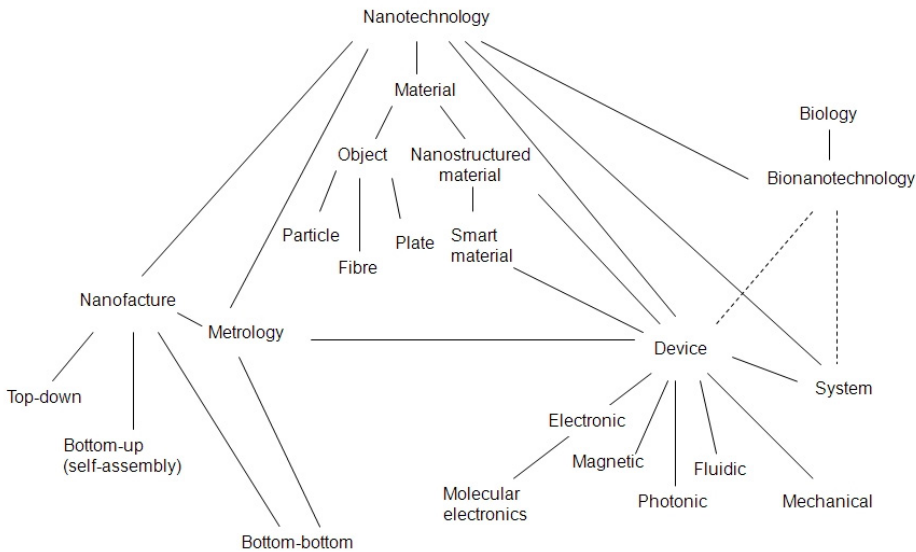 Nanotechnology
Material
Biology
Object
Nanostructured
material
Bionanotechnology
Particle
Fibre
Plate
Smart
material
Nanofacture
Metrology
Device
System
Top-down
Bottom-up
(self-assembly)
Electronic
Magnetic
Fluidic
Molecular
electronics
Photonic
Mechanical
Bottom-bottom